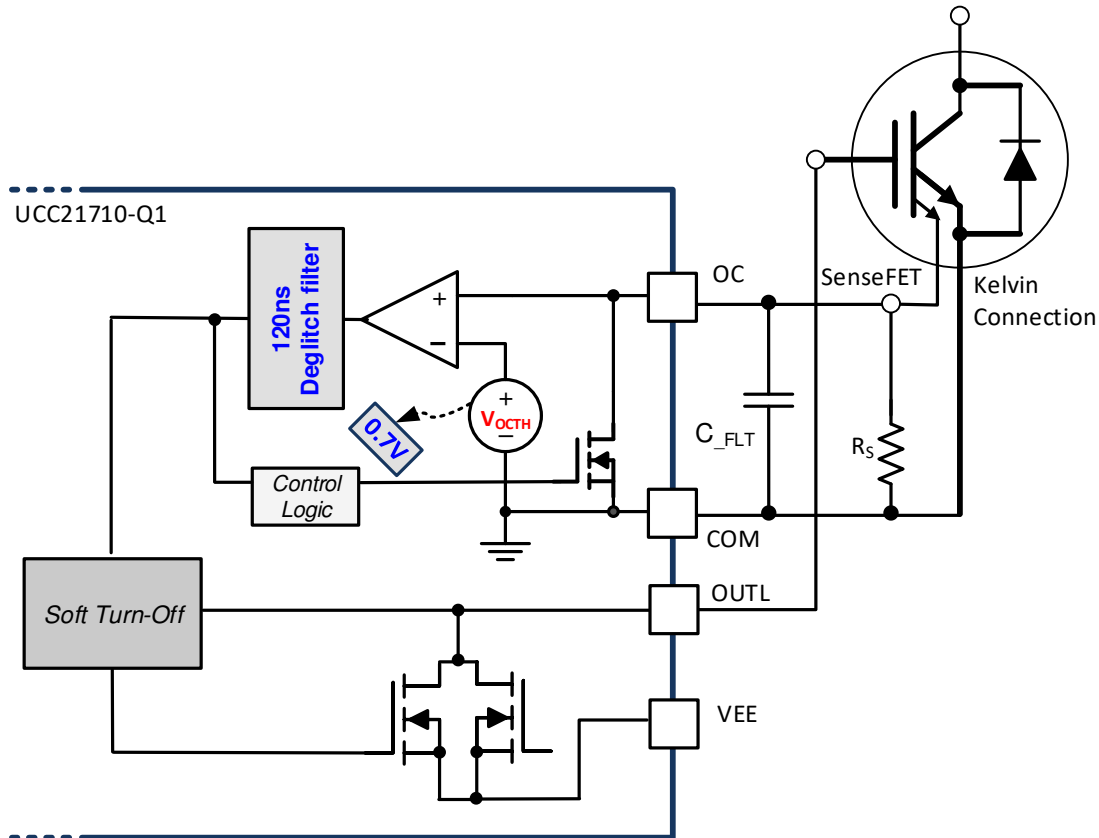 UCC21710-Q1
120ns
Deglitch filter
+
−
+
VOCTH
−
0.7V
Control
Logic
Soft Turn-Off
OC
SenseFET
Kelvin
Connection
C_FLT
RS
COM
OUTL
VEE